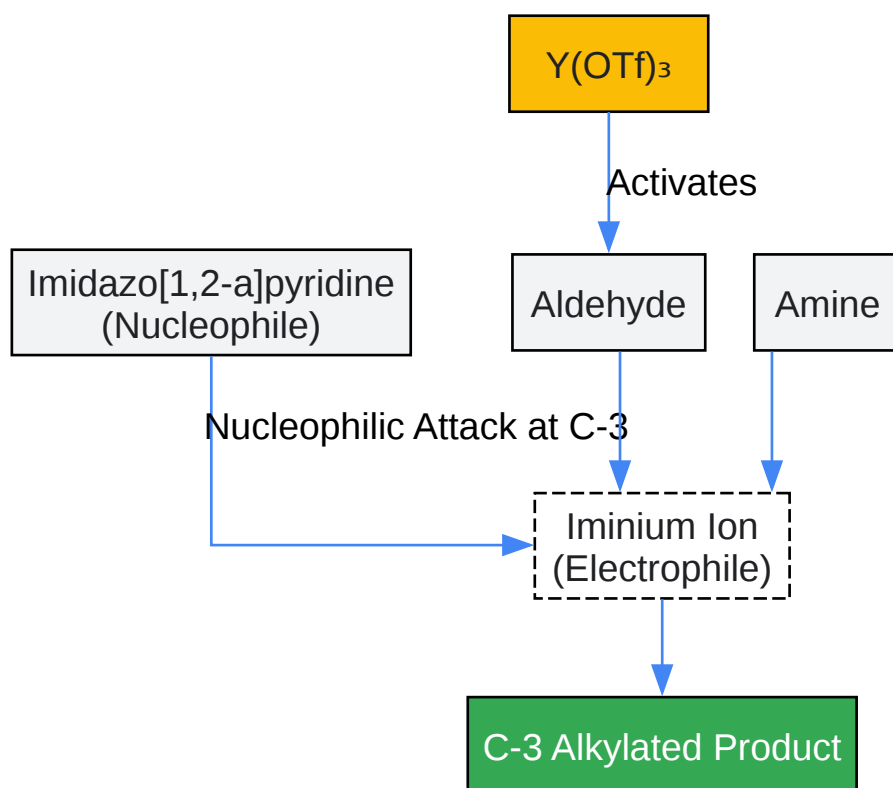 Y(OTf)₃
Activates
Imidazo[1,2-a]pyridine
(Nucleophile)
Aldehyde
Amine
Nucleophilic Attack at C-3
Iminium Ion
(Electrophile)
C-3 Alkylated Product